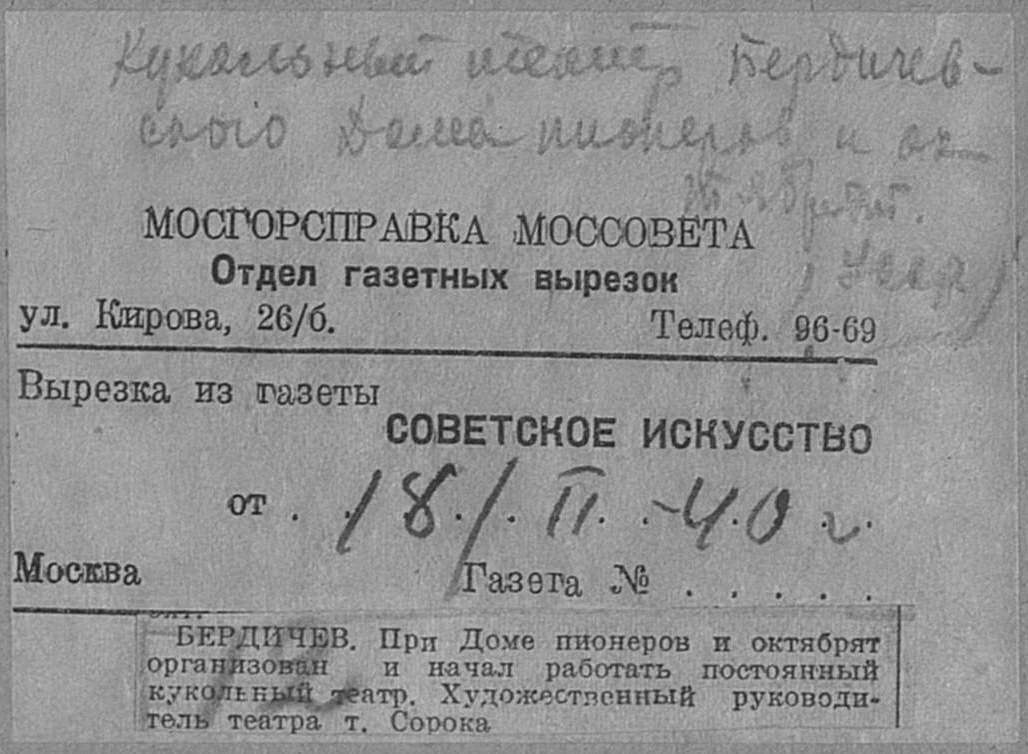 Кукольный театр Бердичев-
ского Дома пионеров и ок-
тябрят.
МОСГОРСПРАВКА МОССОВЕТА
Отдел газетных вырезок
ул. Кирова, 26/б.
Телеф. 96-69
Вырезка из газеты
СОВЕТСКОЕ ИСКУССТВО
от . 18/II-40 г.
Москва
Газета № . . . . .
БЕРДИЧЕВ. При Доме пионеров и октябрят
организован и начал работать постоянный
кукольный театр. Художественный руководи-
тель театра т. Сорока